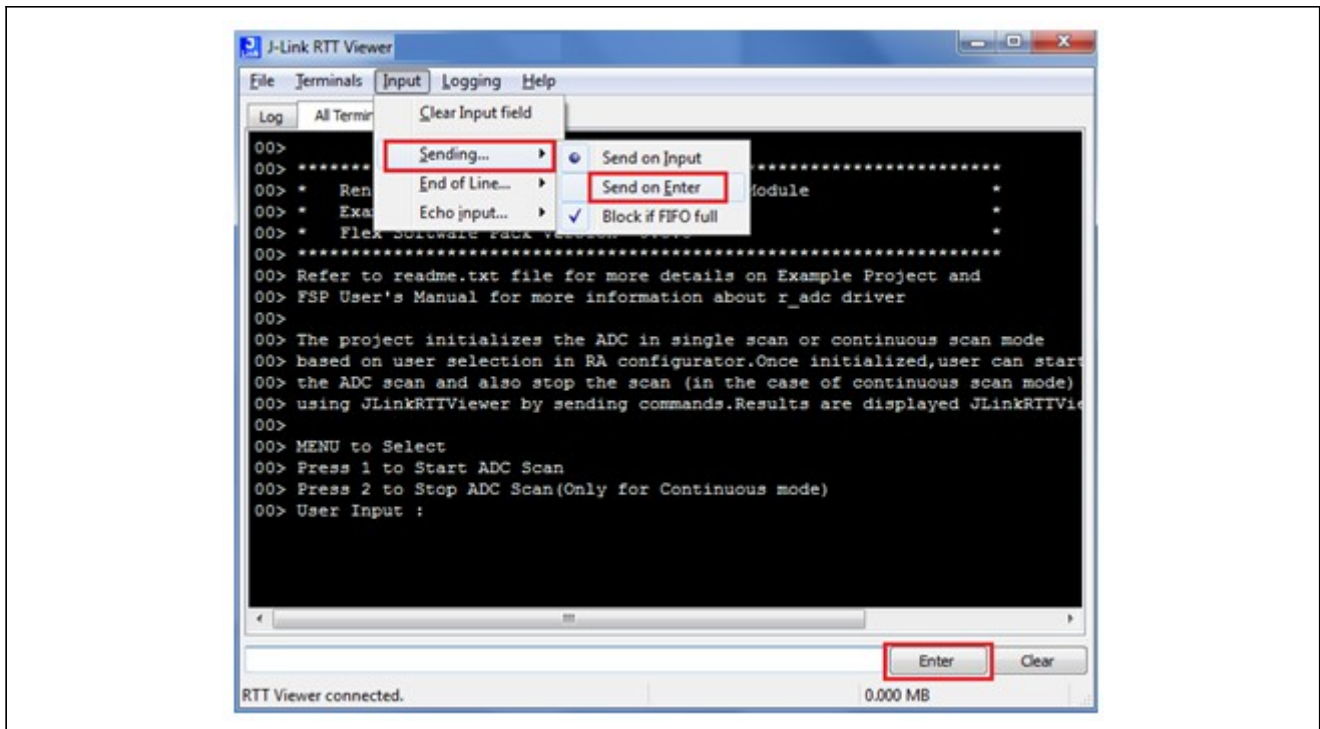 J-Link RTT Viewer
File Terminals Input Logging Help
Log All Termin
Clear Input field
Sending...
End of Line...
Echo input...
Send on Input
Send on Enter
Block if FIFO full
00>
00> *******   **************************
00> *   Ren   Module   *
00> *   Exa   *
00> *   Flex Software Pack   *
00> **********************************************************************
00> Refer to readme.txt file for more details on Example Project and
00> FSP User's Manual for more information about r_adc driver
00>
00> The project initializes the ADC in single scan or continuous scan mode
00> based on user selection in RA configurator.Once initialized,user can start
00> the ADC scan and also stop the scan (in the case of continuous scan mode)
00> using JLinkRTTViewer by sending commands.Results are displayed JLinkRTTVie
00>
00> MENU to Select
00> Press 1 to Start ADC Scan
00> Press 2 to Stop ADC Scan(Only for Continuous mode)
00> User Input :
Enter Clear
RTT Viewer connected. 0.000 MB